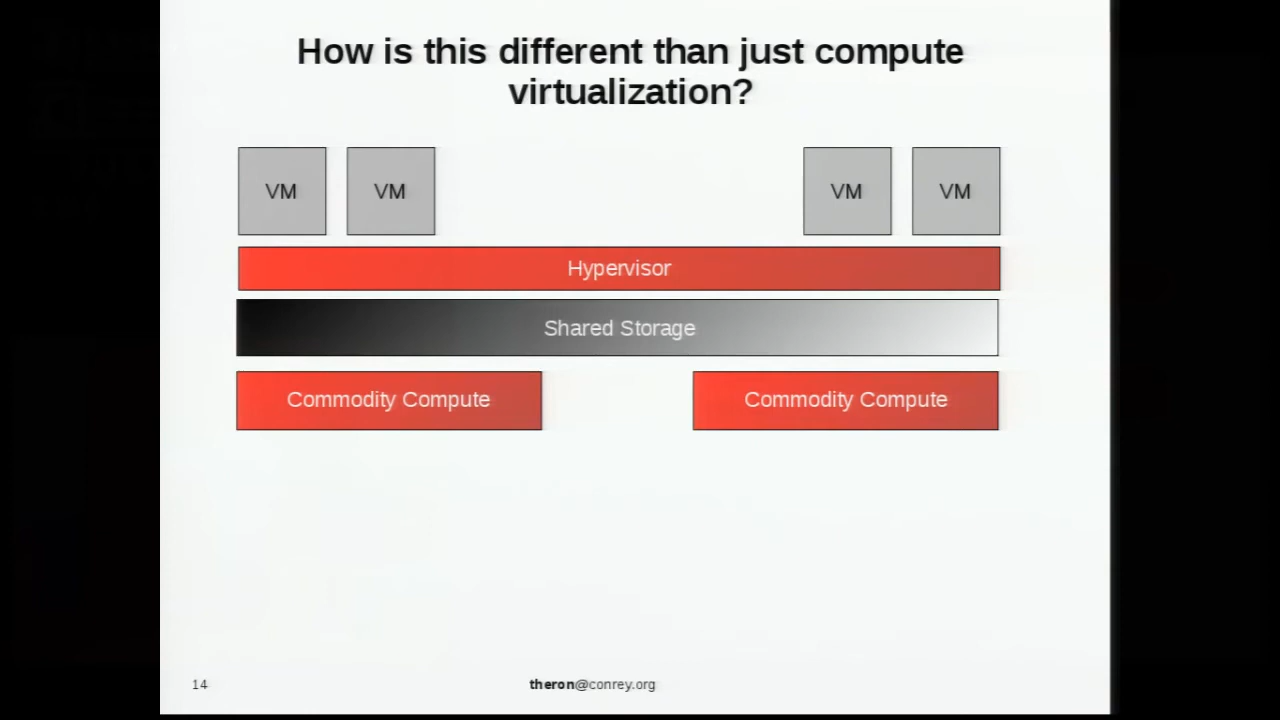 How is this different than just compute
virtualization?
VM VM VM VM
Hypervisor
Shared Storage
Commodity Compute Commodity Compute
14 theron@conrey.org